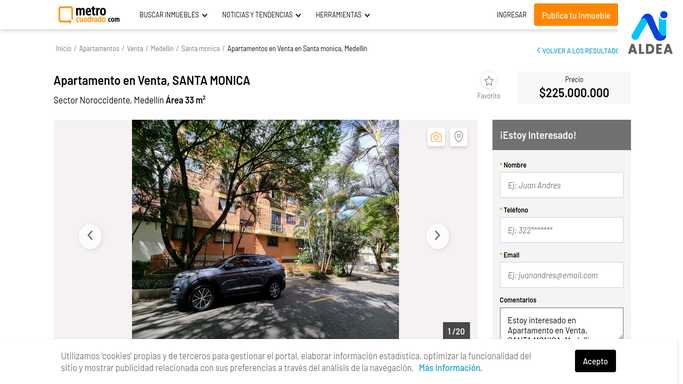 metro
cuadrado.com
BUSCAR INMUEBLES
NOTICIAS Y TENDENCIAS
HERRAMIENTAS
INGRESAR
Publica tu Inmueble
ALDEA
Inicio / Apartamentos / Venta / Medellín / Santa monica / Apartamentos en Venta en Santa monica, Medellín
VOLVER A LOS RESULTADO
Apartamento en Venta, SANTA MONICA
Sector Noroccidente, Medellín Área 33 m²
Favorito
Precio
$225.000.000
1/20
¡Estoy Interesado!
* Nombre
Ej: Juan Andres
* Teléfono
Ej: 322*******
* Email
Ej: juanandres@email.com
Comentarios
Estoy interesado en
Apartamento en Venta,
Utilizamos 'cookies' propias y de terceros para gestionar el portal, elaborar información estadística, optimizar la funcionalidad del
sitio y mostrar publicidad relacionada con sus preferencias a través del análisis de la navegación. Más información.
Acepto